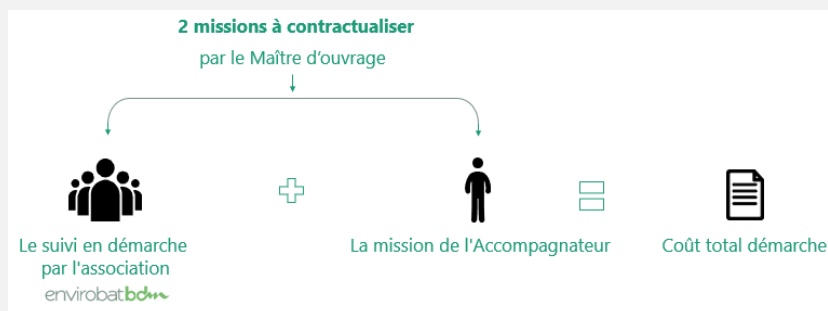 2 missions à contractualiser
par le Maître d'ouvrage
Le suivi en démarche
par l'association
envirobatbdm
La mission de l'Accompagnateur
Coût total démarche